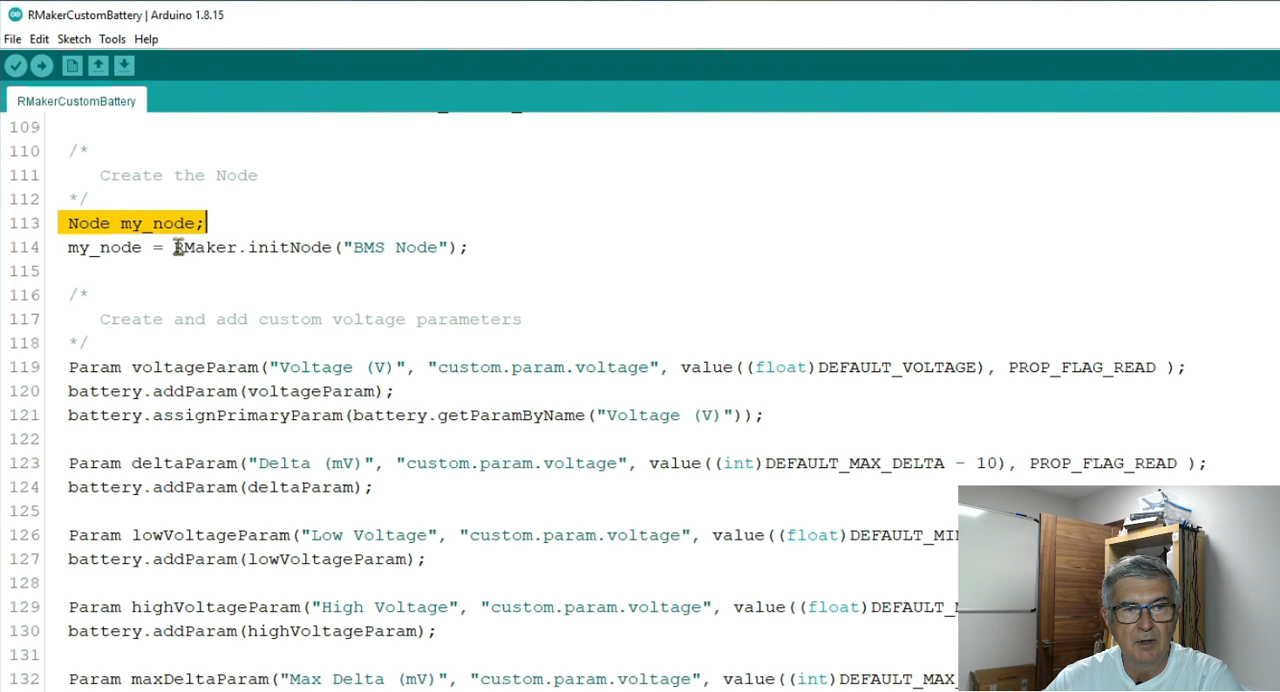 RMakerCustomBattery | Arduino 1.8.15
File Edit Sketch Tools Help
RMakerCustomBattery
109
110 /*
111 Create the Node
112 */
113 Node my_node;
114 my_node = RMaker.initNode("BMS Node");
115
116 /*
117 Create and add custom voltage parameters
118 */
119 Param voltageParam("Voltage (V)", "custom.param.voltage", value((float)DEFAULT_VOLTAGE), PROP_FLAG_READ );
120 battery.addParam(voltageParam);
121 battery.assignPrimaryParam(battery.getParamByName("Voltage (V)"));
122
123 Param deltaParam("Delta (mV)", "custom.param.voltage", value((int)DEFAULT_MAX_DELTA - 10), PROP_FLAG_READ );
124 battery.addParam(deltaParam);
125
126 Param lowVoltageParam("Low Voltage", "custom.param.voltage", value((float)DEFAULT_MI
127 battery.addParam(lowVoltageParam);
128
129 Param highVoltageParam("High Voltage", "custom.param.voltage", value((float)DEFAULT_
130 battery.addParam(highVoltageParam);
131
132 Param maxDeltaParam("Max Delta (mV)", "custom.param.voltage", value((int)DEFAULT_MAX_